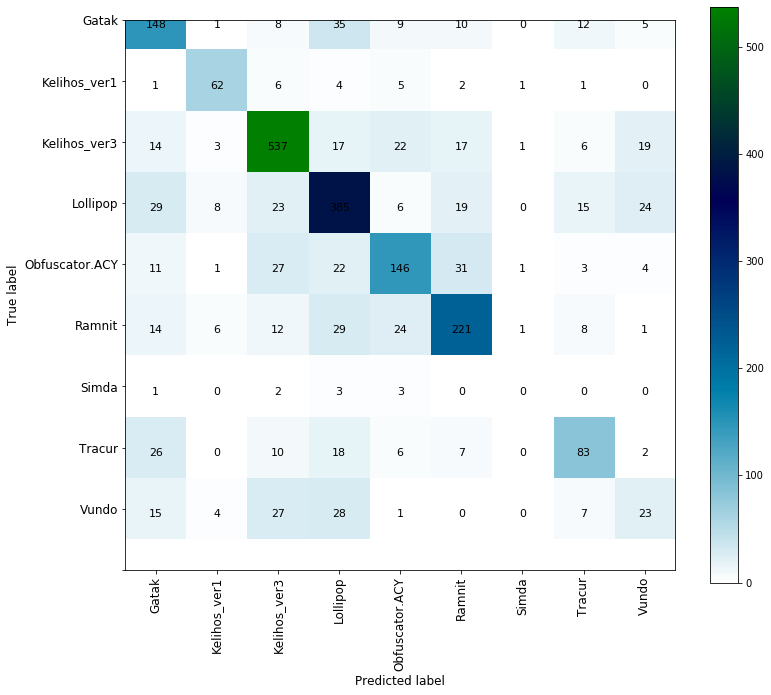 Gatak 148 1 8 35 9 10 0 12 5
Kelihos_ver1 1 62 6 4 5 2 1 1 0
Kelihos_ver3 14 3 537 17 22 17 1 6 19
Lollipop 29 8 23 385 6 19 0 15 24
Obfuscator.ACY 11 1 27 22 146 31 1 3 4
Ramnit 14 6 12 29 24 221 1 8 1
Simda 1 0 2 3 3 0 0 0 0
Tracur 26 0 10 18 6 7 0 83 2
Vundo 15 4 27 28 1 0 0 7 23
True label
Gatak
Kelihos_ver1
Kelihos_ver3
Lollipop
Obfuscator.ACY
Ramnit
Simda
Tracur
Vundo
Predicted label
500
400
300
200
100
0